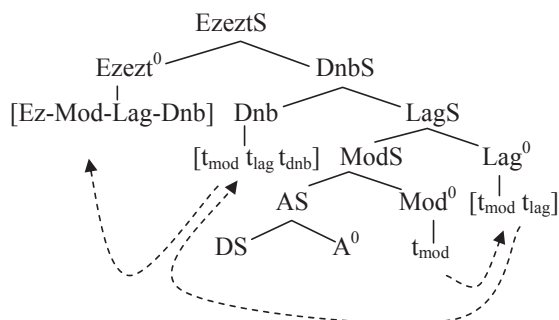 EzeztS
Ezezt⁰ DnbS
[Ez-Mod-Lag-Dnb] Dnb LagS
[tmod tlag tdnb] ModS Lag⁰
AS Mod⁰ [tmod tlag]
DS A⁰ tmod